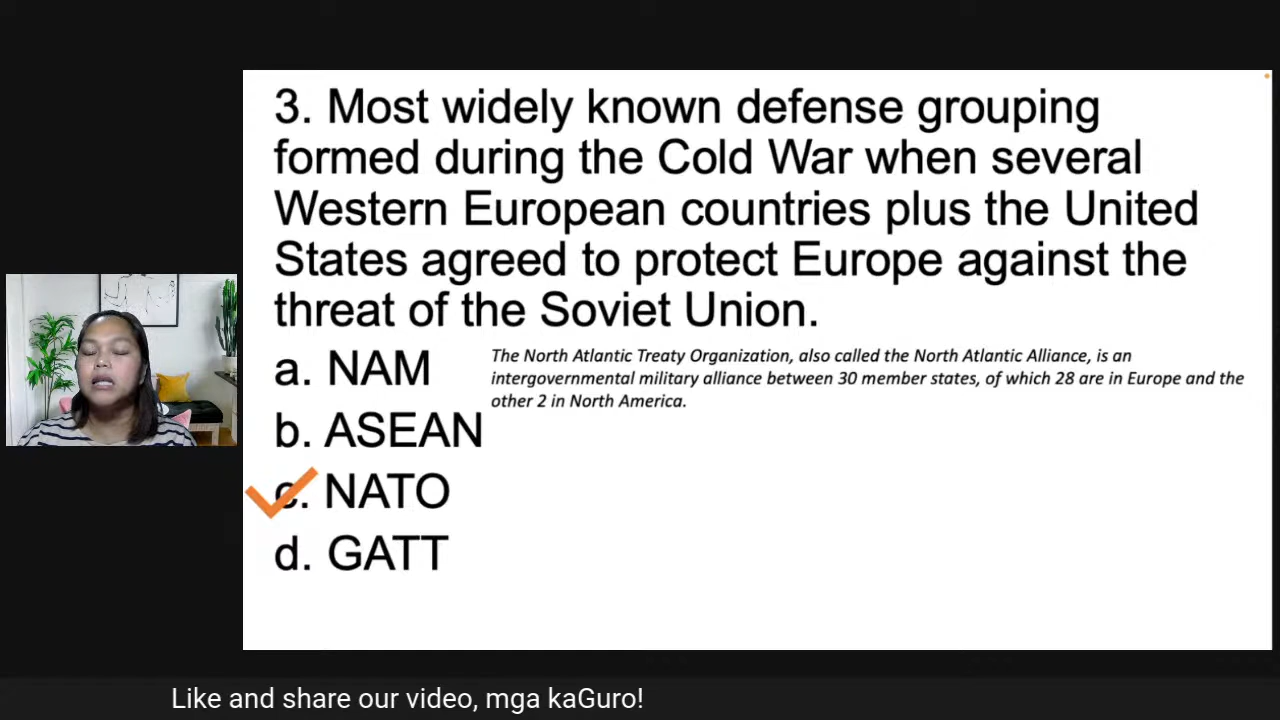 3. Most widely known defense grouping
formed during the Cold War when several
Western European countries plus the United
States agreed to protect Europe against the
threat of the Soviet Union.
a. NAM
The North Atlantic Treaty Organization, also called the North Atlantic Alliance, is an
intergovernmental military alliance between 30 member states, of which 28 are in Europe and the
other 2 in North America.
b. ASEAN
c. NATO
d. GATT
Like and share our video, mga kaGuro!